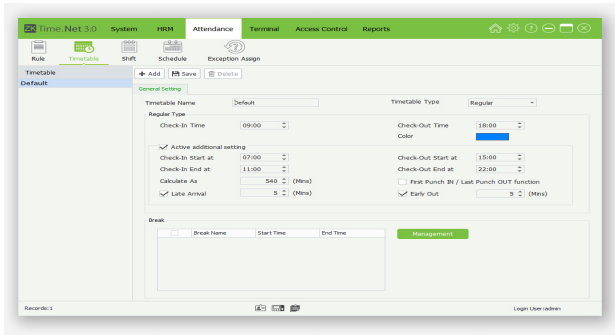 ZK Time.Net 3.0 System HRM Attendance Terminal Access Control Reports
Rule Timetable Shift Schedule Exception Assign
Timetable
Default
+ Add Save Delete
General Setting
Timetable Name Default Timetable Type Regular
Regular Type
Check-In Time 09:00 Check-Out Time 18:00
Color
Active additional setting
Check-In Start at 07:00 Check-Out Start at 15:00
Check-In End at 11:00 Check-Out End at 22:00
Calculate As 540 (Mins) First Punch IN / Last Punch OUT function
Late Arrival 5 (Mins) Early Out 5 (Mins)
Break
Break Name Start Time End Time Management
Records:1 Login User:admin